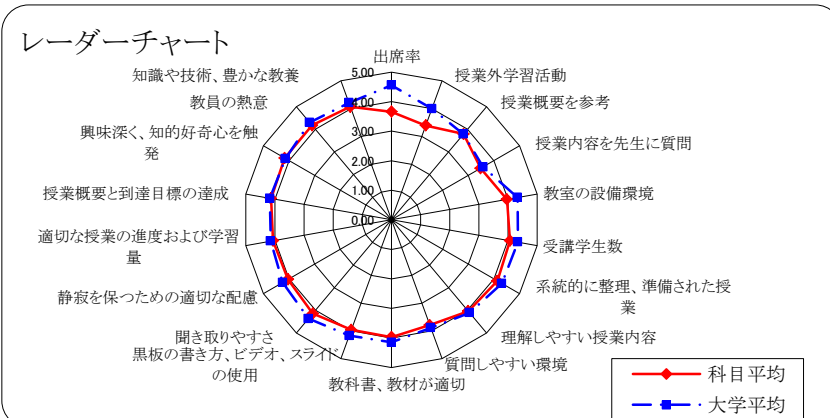 レーダーチャート
出席率
授業外学習活動
授業概要を参考
授業内容を先生に質問
教室の設備環境
受講学生数
系統的に整理、準備された授
業
理解しやすい授業内容
質問しやすい環境
教科書、教材が適切
黒板の書き方、ビデオ、スライド
の使用
聞き取りやすさ
静寂を保つための適切な配慮
適切な授業の進度および学習
量
授業概要と到達目標の達成
興味深く、知的好奇心を触
発
教員の熱意
知識や技術、豊かな教養
5.00
4.00
3.00
2.00
1.00
0.00
科目平均
大学平均